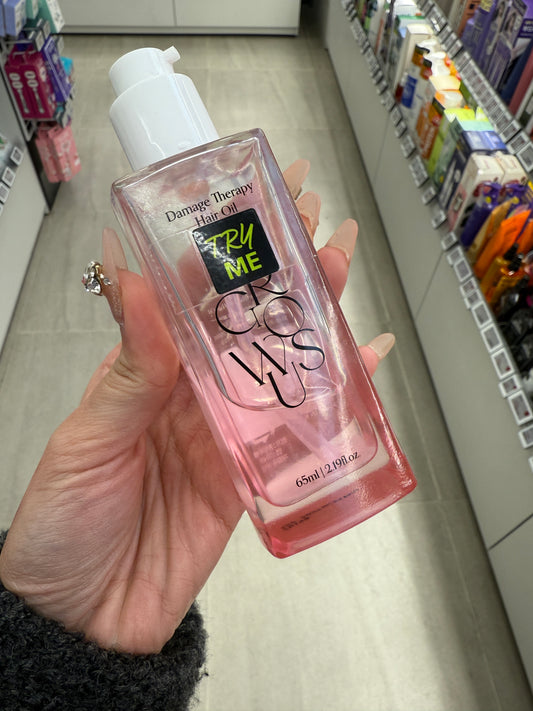 Damage Therapy
Hair Oil
TRY
ME
GROWUS
65ml | 2.19fl.oz